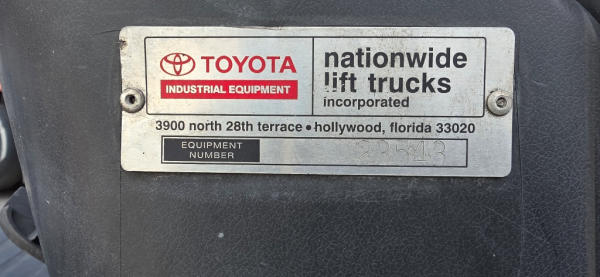 TOYOTA
INDUSTRIAL EQUIPMENT
nationwide
lift trucks
incorporated
3900 north 28th terrace • hollywood, florida 33020
EQUIPMENT
NUMBER